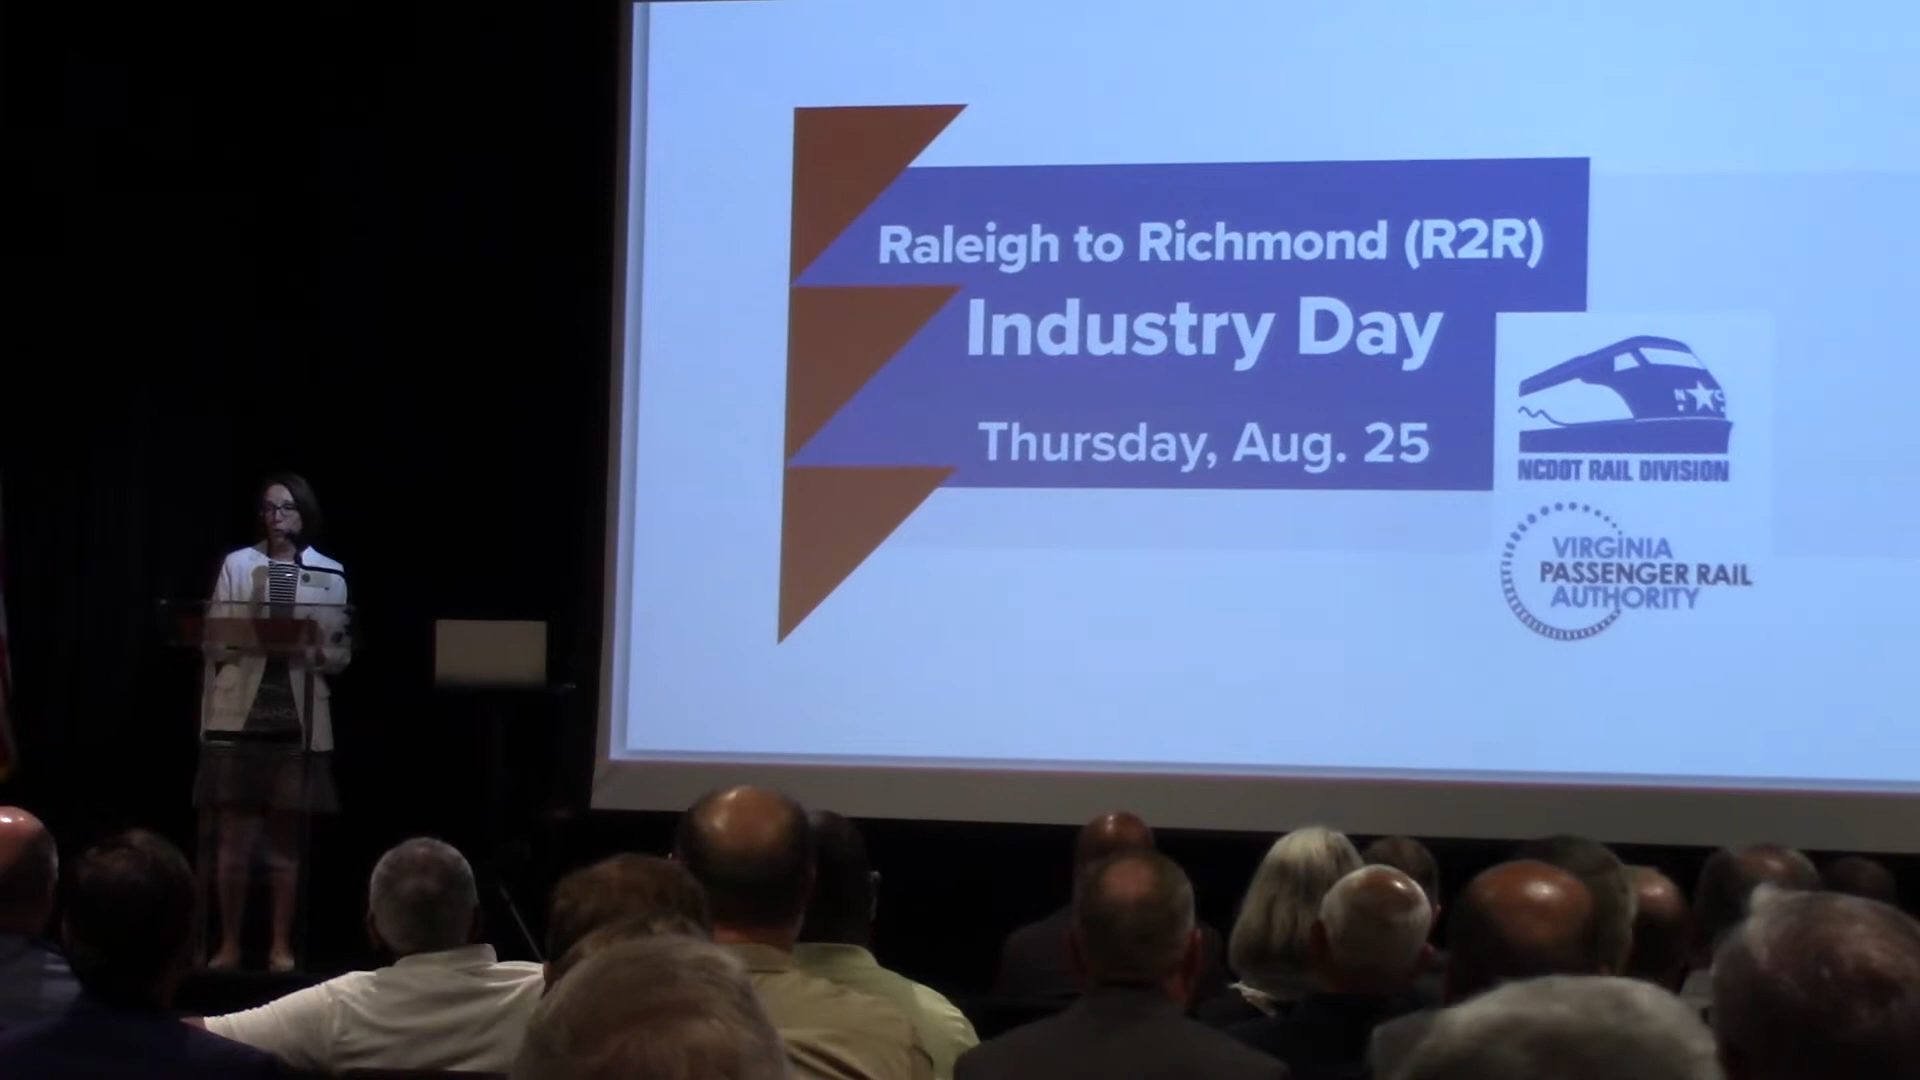 Raleigh to Richmond (R2R)
Industry Day
Thursday, Aug. 25
N C
NCDOT RAIL DIVISION
VIRGINIA
PASSENGER RAIL
AUTHORITY